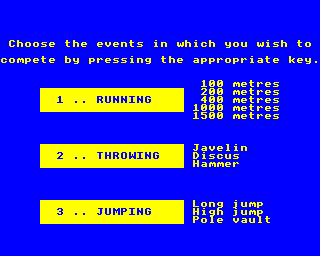 Choose the events in which you wish to
compete by pressing the appropriate key.
1 .. RUNNING
100 metres
200 metres
400 metres
1000 metres
1500 metres
2 .. THROWING
Javelin
Discus
Hammer
3 .. JUMPING
Long jump
High jump
Pole vault